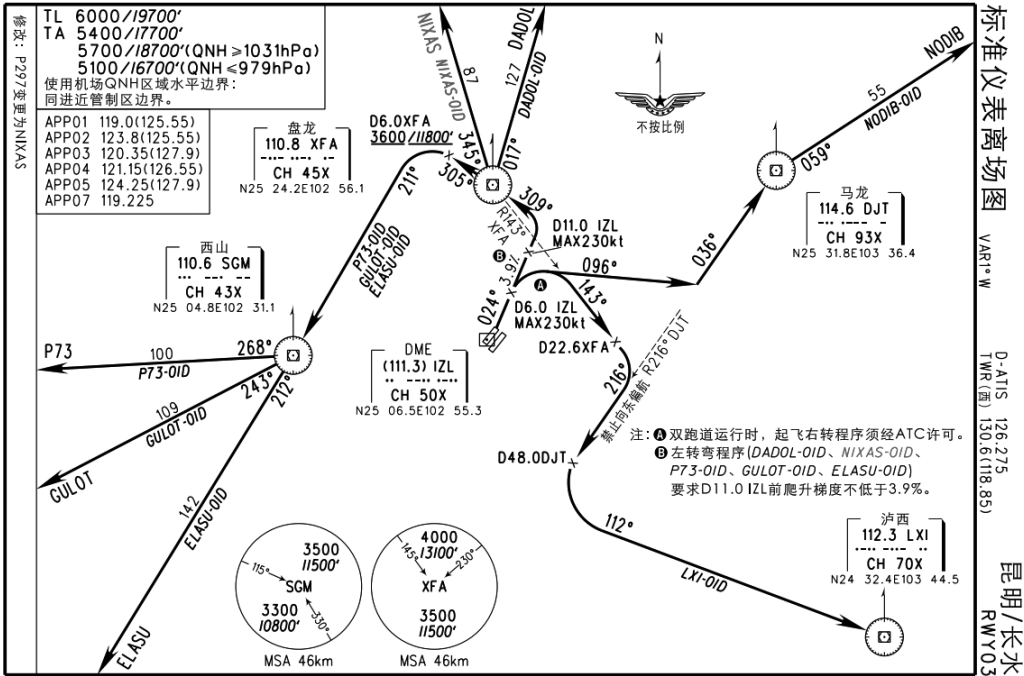 TL 6000/19700'
TA 5400/17700'
5700/18700'(QNH≥1031hPa)
5100/16700'(QNH≤979hPa)
使用机场QNH区域水平边界:
同进近管制区边界。
APP01 119.0(125.55)
APP02 123.8(125.55)
APP03 120.35(127.9)
APP04 121.15(126.55)
APP05 124.25(127.9)
APP07 119.225
修改: P297变更为NIXAS
标准仪表离场图
VAR1°W
D-ATIS 126.275
TWR(西) 130.6(118.85)
昆明/长水
RWY03
N
不按比例
盘龙
110.8 XFA
CH 45X
N25 24.2E102 56.1
D6.0XFA
3600/11800'
NIXAS NIXAS-01D
87
DADOL
127
DADOL-01D
345°
017°
305°
211°
309°
R143°
XFA
D11.0 IZL
MAX230kt
B
3.9%
A
024°
D6.0 IZL
MAX230kt
096°
143°
036°
059°
NODIB
55
NODIB-01D
马龙
114.6 DJT
CH 93X
N25 31.8E103 36.4
P73-01D
GULOT-01D
ELASU-01D
西山
110.6 SGM
CH 43X
N25 04.8E102 31.1
P73
100
P73-01D
268°
243°
212°
109
GULOT-01D
GULOT
142
ELASU-01D
ELASU
DME
(111.3) IZL
CH 50X
N25 06.5E102 55.3
D22.6XFA
216°
禁止向东偏航 R216°DJT
D48.0DJT
112°
LXI-01D
注: A 双跑道运行时，起飞右转程序须经ATC许可。
B 左转弯程序(DADOL-01D、NIXAS-01D、
P73-01D、GULOT-01D、ELASU-01D)
要求D11.0 IZL前爬升梯度不低于3.9%。
泸西
112.3 LXI
CH 70X
N24 32.4E103 44.5
3500
11500'
115°
SGM
3300
10800'
330°
MSA 46km
4000
13100'
145°
230°
XFA
3500
11500'
MSA 46km